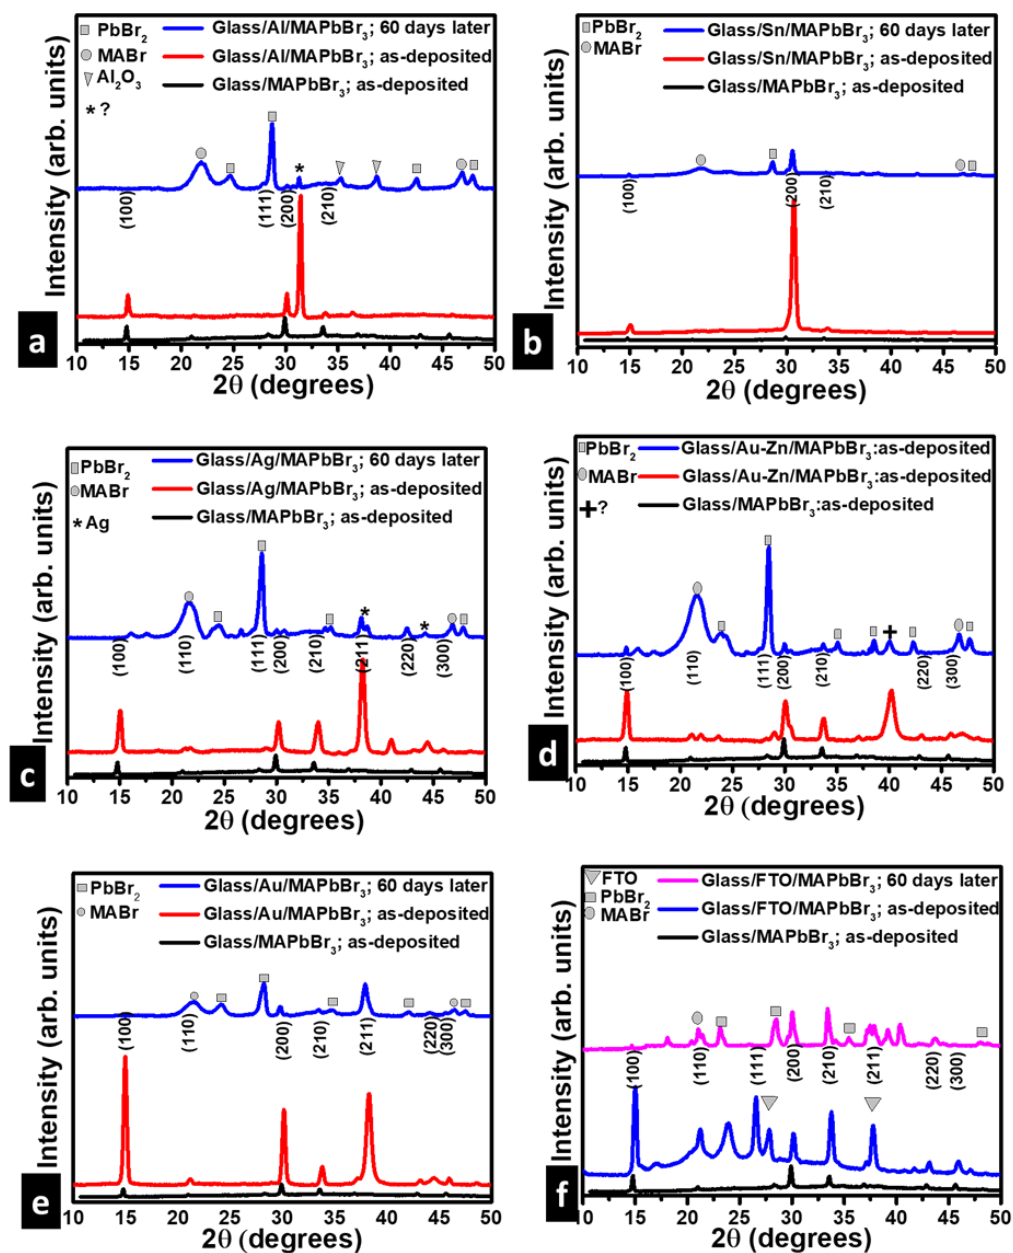 PbBr₂ Glass/Al/MAPbBr₃; 60 days later
MABr Glass/Al/MAPbBr₃; as-deposited
Al₂O₃ Glass/MAPbBr₃; as-deposited
*?
*
(100) (111) (200) (210)
Intensity (arb. units)
a
10 15 20 25 30 35 40 45 50
2θ (degrees)
PbBr₂ Glass/Sn/MAPbBr₃; 60 days later
MABr Glass/Sn/MAPbBr₃; as-deposited
Glass/MAPbBr₃; as-deposited
(100) (200) (210)
Intensity (arb. units)
b
10 15 20 25 30 35 40 45 50
2θ (degrees)
PbBr₂ Glass/Ag/MAPbBr₃; 60 days later
MABr Glass/Ag/MAPbBr₃; as-deposited
*Ag Glass/MAPbBr₃; as-deposited
* *
(100) (110) (111) (200) (210) (211) (220) (300)
Intensity (arb. units)
c
10 15 20 25 30 35 40 45 50
2θ (degrees)
PbBr₂ Glass/Au-Zn/MAPbBr₃:as-deposited
MABr Glass/Au-Zn/MAPbBr₃:as-deposited
+? Glass/MAPbBr₃:as-deposited
+
(100) (110) (111) (200) (210) (220) (300)
Intensity (arb. units)
d
10 15 20 25 30 35 40 45 50
2θ (degrees)
PbBr₂ Glass/Au/MAPbBr₃; 60 days later
MABr Glass/Au/MAPbBr₃; as-deposited
Glass/MAPbBr₃; as-deposited
(100) (110) (200) (210) (211) (220) (300)
Intensity (arb. units)
e
10 15 20 25 30 35 40 45 50
2θ (degrees)
FTO Glass/FTO/MAPbBr₃; 60 days later
PbBr₂ Glass/FTO/MAPbBr₃; as-deposited
MABr Glass/MAPbBr₃; as-deposited
(100) (110) (111) (200) (210) (211) (220) (300)
Intensity (arb. units)
f
10 15 20 25 30 35 40 45 50
2θ (degrees)